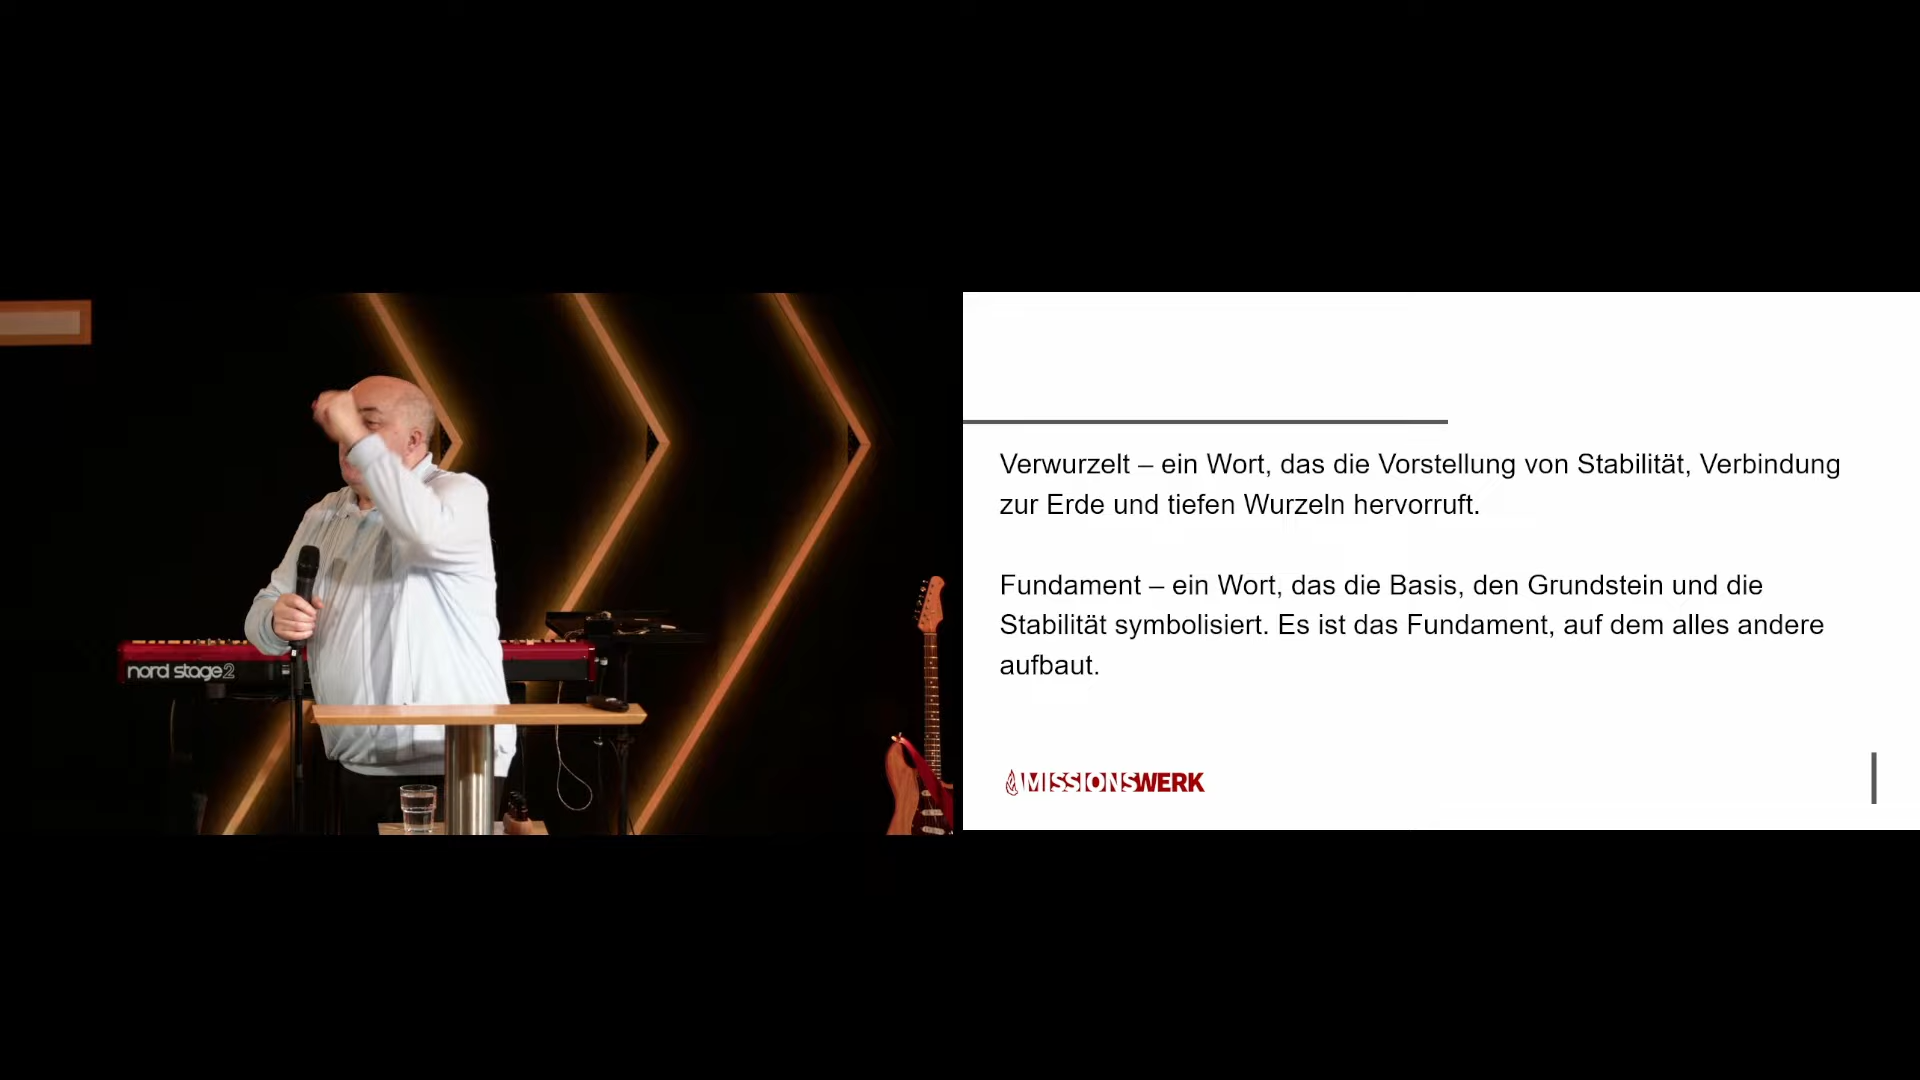 nord stage 2
Verwurzelt – ein Wort, das die Vorstellung von Stabilität, Verbindung
zur Erde und tiefen Wurzeln hervorruft.
Fundament – ein Wort, das die Basis, den Grundstein und die
Stabilität symbolisiert. Es ist das Fundament, auf dem alles andere
aufbaut.
MISSIONSWERK